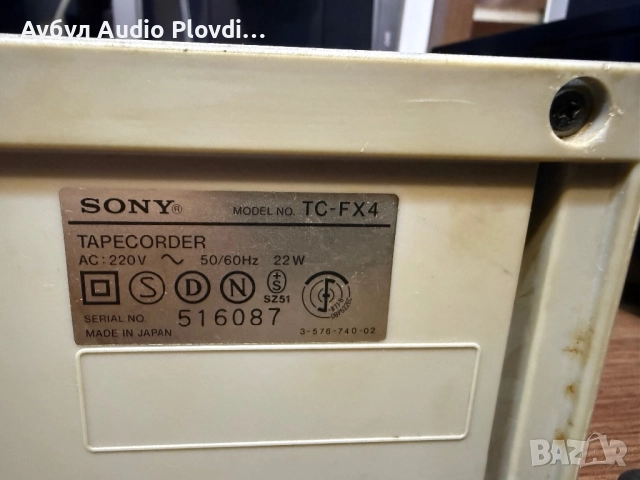 Аубул Audio Plovdi...
SONY®
MODEL NO. TC-FX4
TAPECORDER
AC:220V ~ 50/60Hz 22W
S D N +S SZ51
SERIAL NO. 516087
MADE IN JAPAN 3-576-740-02
BAZAR